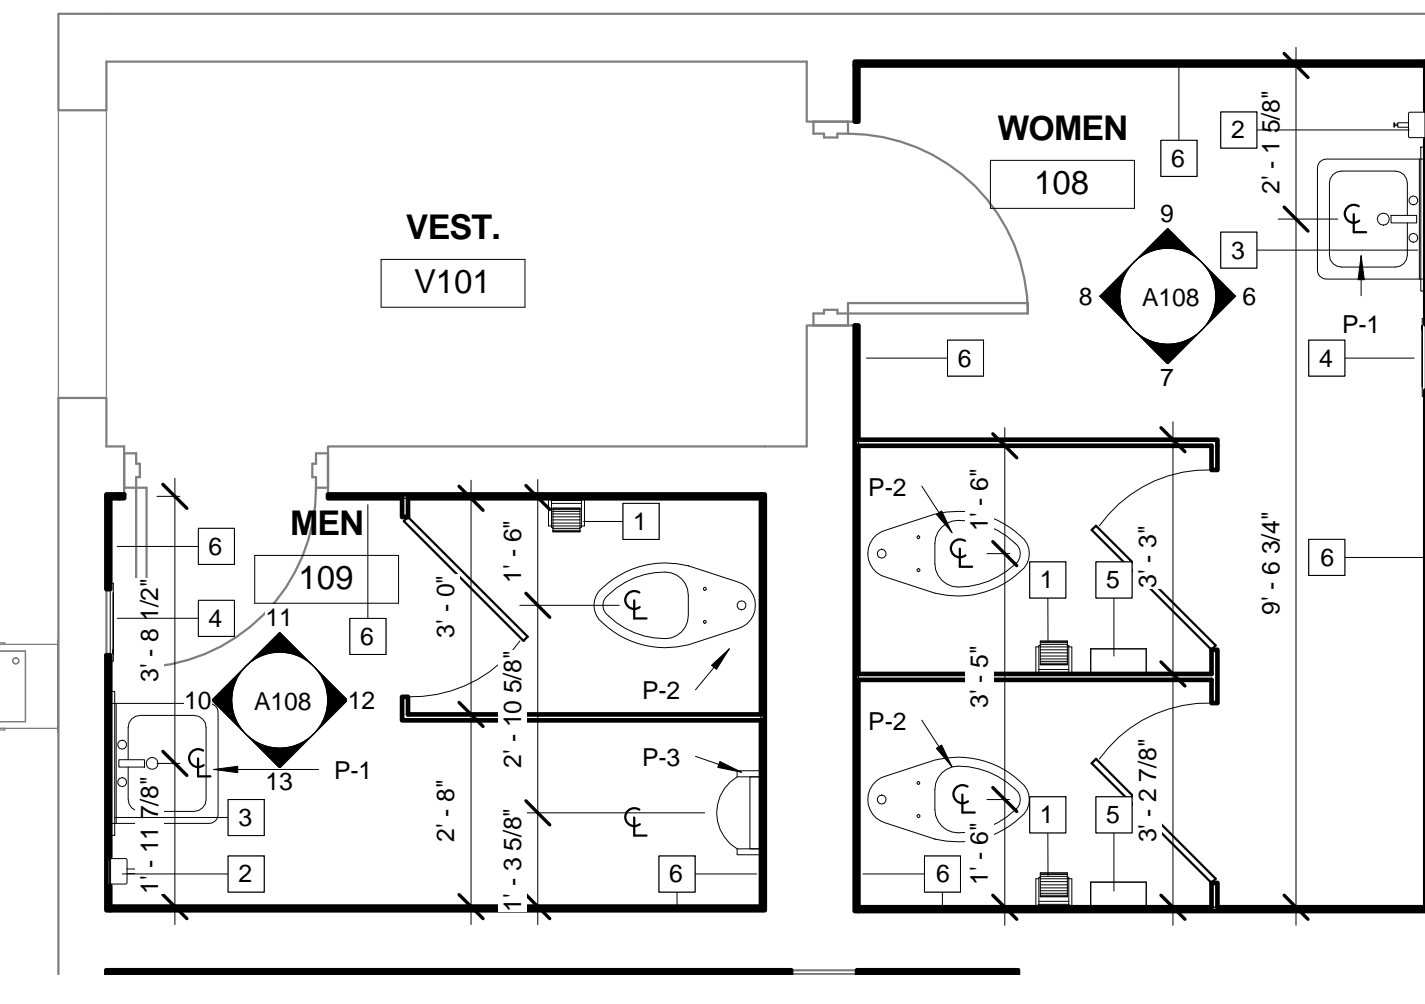 WOMEN
108
2
6
2' - 1 5/8"
℄
9
3
8
A108
6
7
P-1
VEST.
V101
6
4
P-2
1' - 6"
℄
1
5
3' - 3"
9' - 6 3/4"
6
3' - 5"
P-2
℄
1
5
3' - 2 7/8"
1' - 6"
6
MEN
109
6
4
3' - 8 1/2"
11
6
10
A108
12
13
℄
P-1
3
1' - 11 7/8"
2
3' - 0"
1' - 6"
1
℄
P-2
2' - 10 5/8"
P-3
2' - 8"
℄
1' - 3 5/8"
6